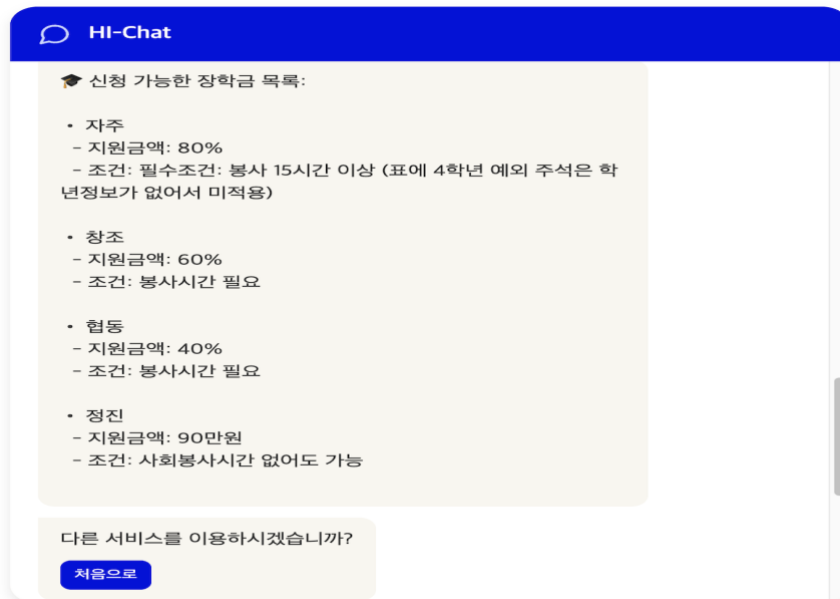 HI-Chat
🎓 신청 가능한 장학금 목록:
• 자주
- 지원금액: 80%
- 조건: 필수조건: 봉사 15시간 이상 (표에 4학년 예외 주석은 학
년정보가 없어서 미적용)
• 창조
- 지원금액: 60%
- 조건: 봉사시간 필요
• 협동
- 지원금액: 40%
- 조건: 봉사시간 필요
• 정진
- 지원금액: 90만원
- 조건: 사회봉사시간 없어도 가능
다른 서비스를 이용하시겠습니까?
처음으로